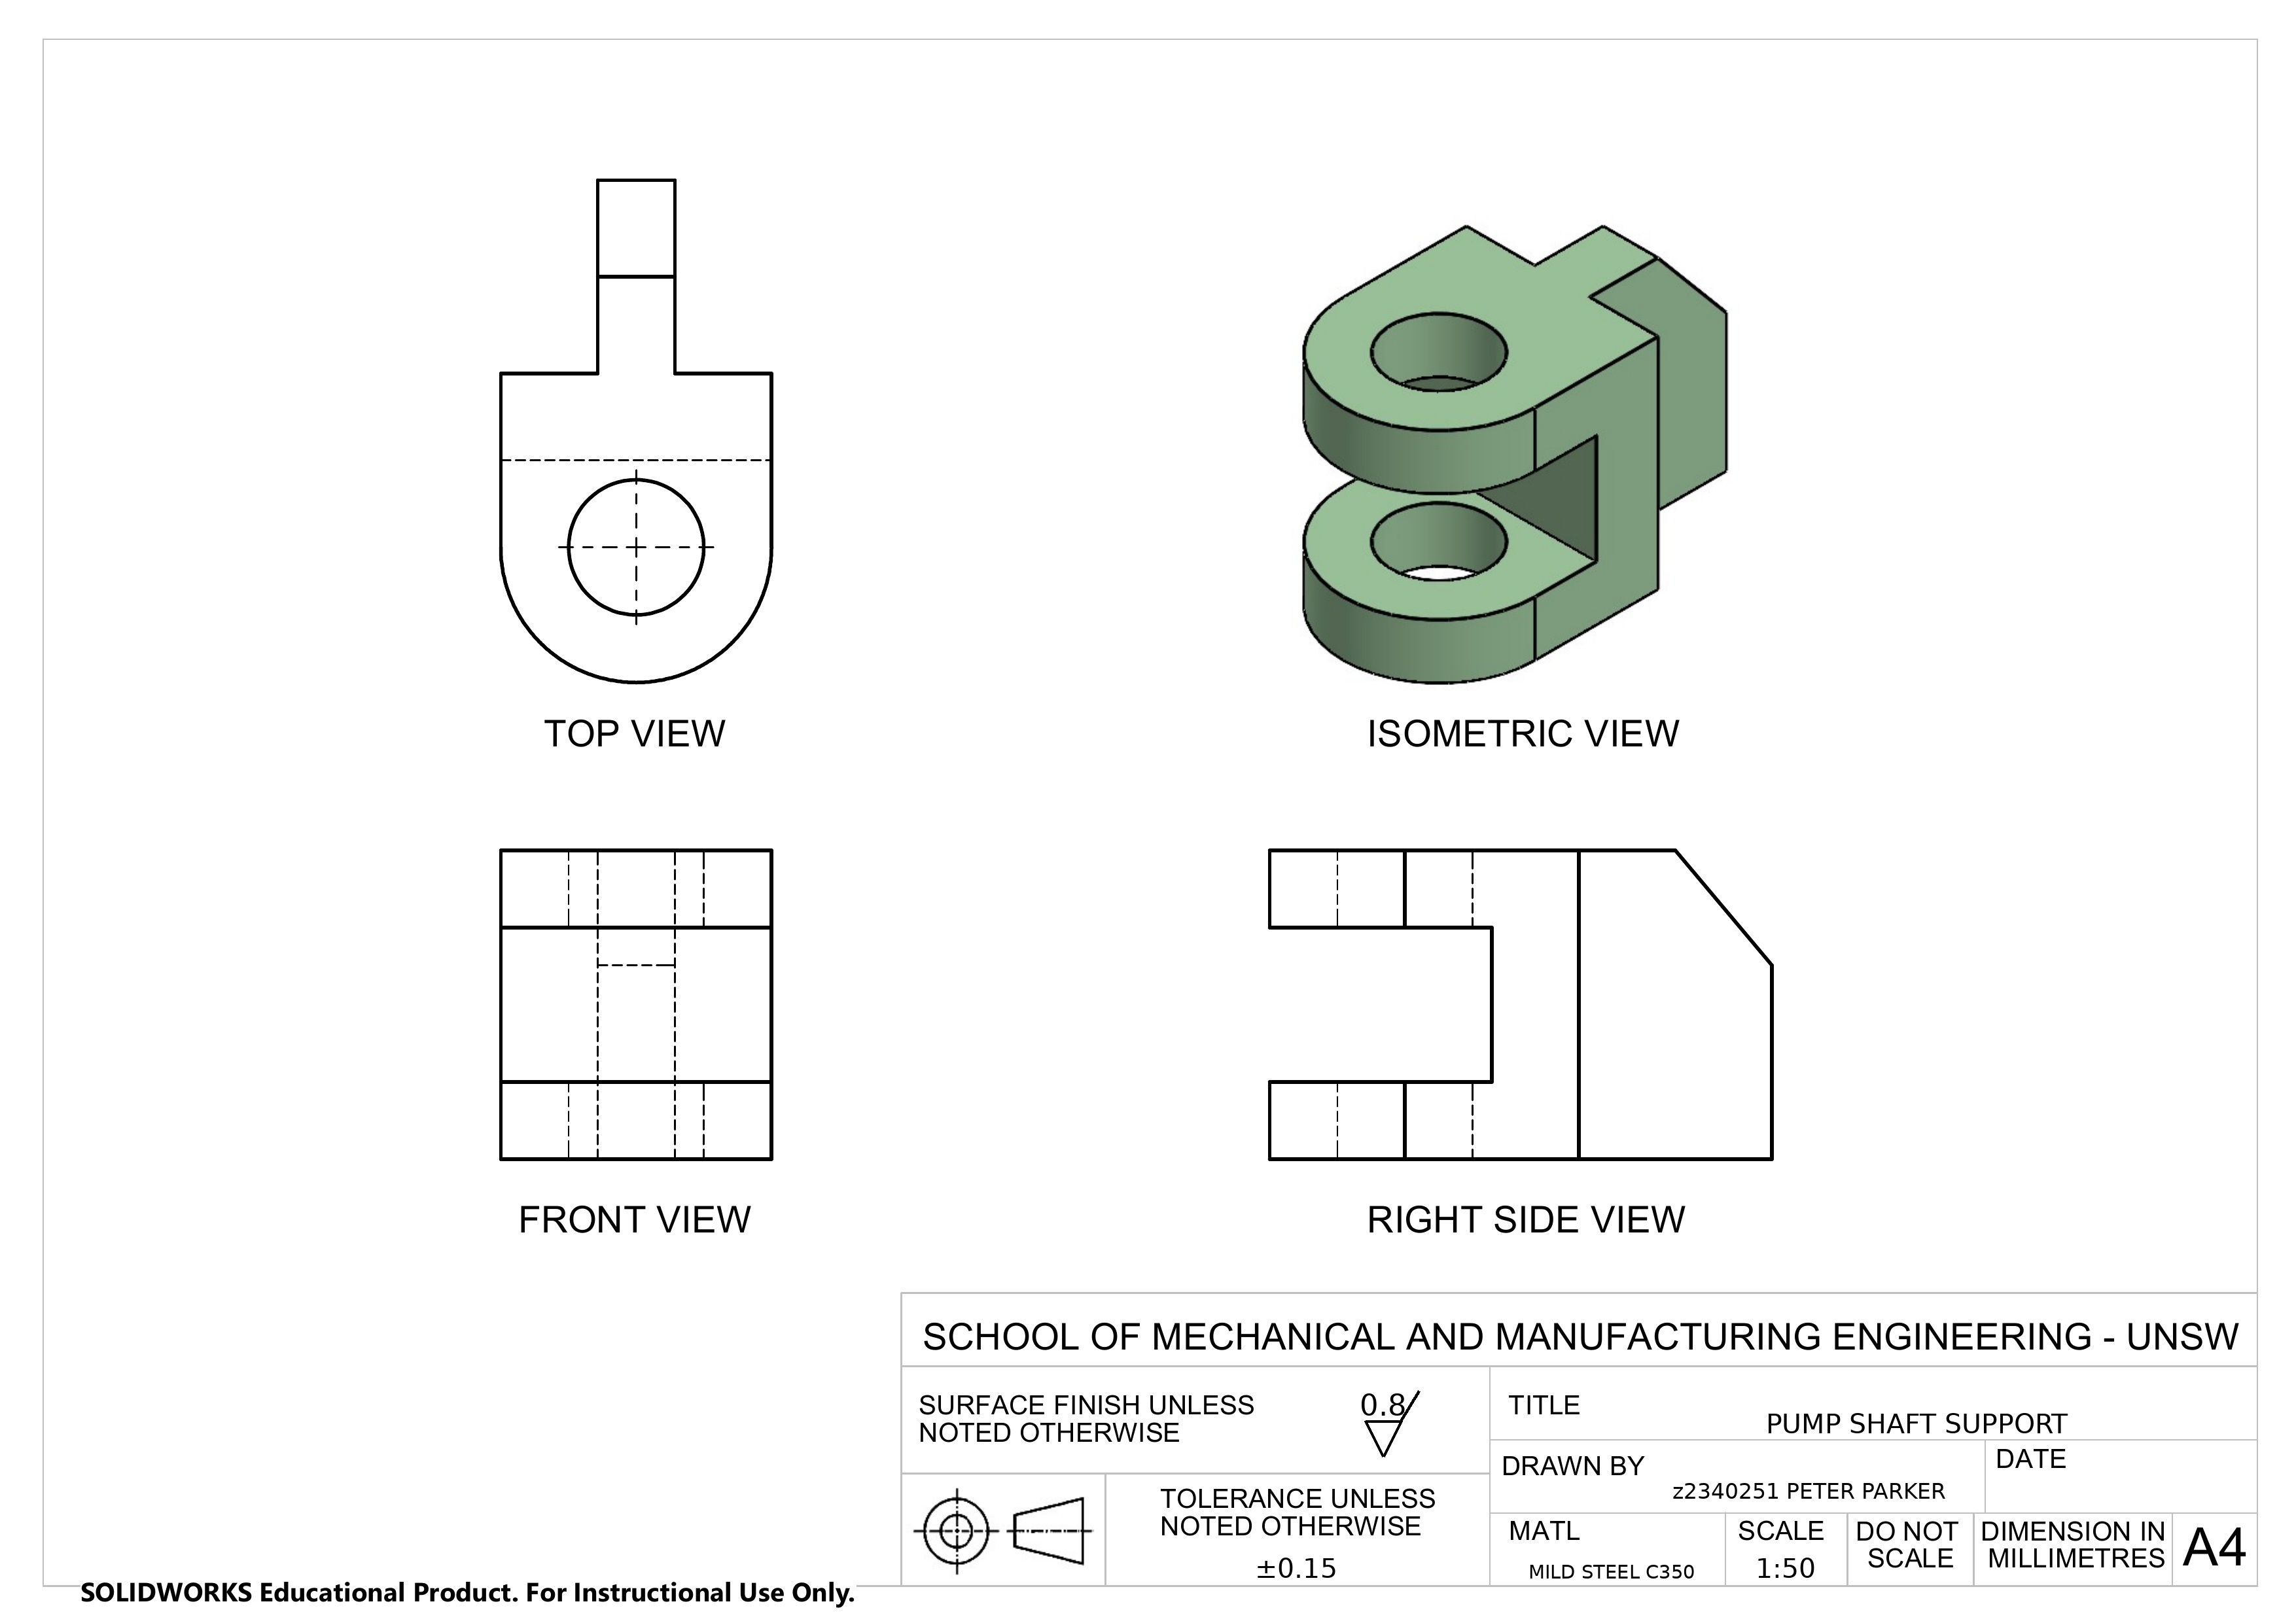 TOP VIEW
ISOMETRIC VIEW
FRONT VIEW
RIGHT SIDE VIEW
SCHOOL OF MECHANICAL AND MANUFACTURING ENGINEERING - UNSW
SURFACE FINISH UNLESS
NOTED OTHERWISE
0.8
TITLE
PUMP SHAFT SUPPORT
DRAWN BY
z2340251 PETER PARKER
DATE
TOLERANCE UNLESS
NOTED OTHERWISE
±0.15
MATL
MILD STEEL C350
SCALE
1:50
DO NOT
SCALE
DIMENSION IN
MILLIMETRES
A4
SOLIDWORKS Educational Product. For Instructional Use Only.